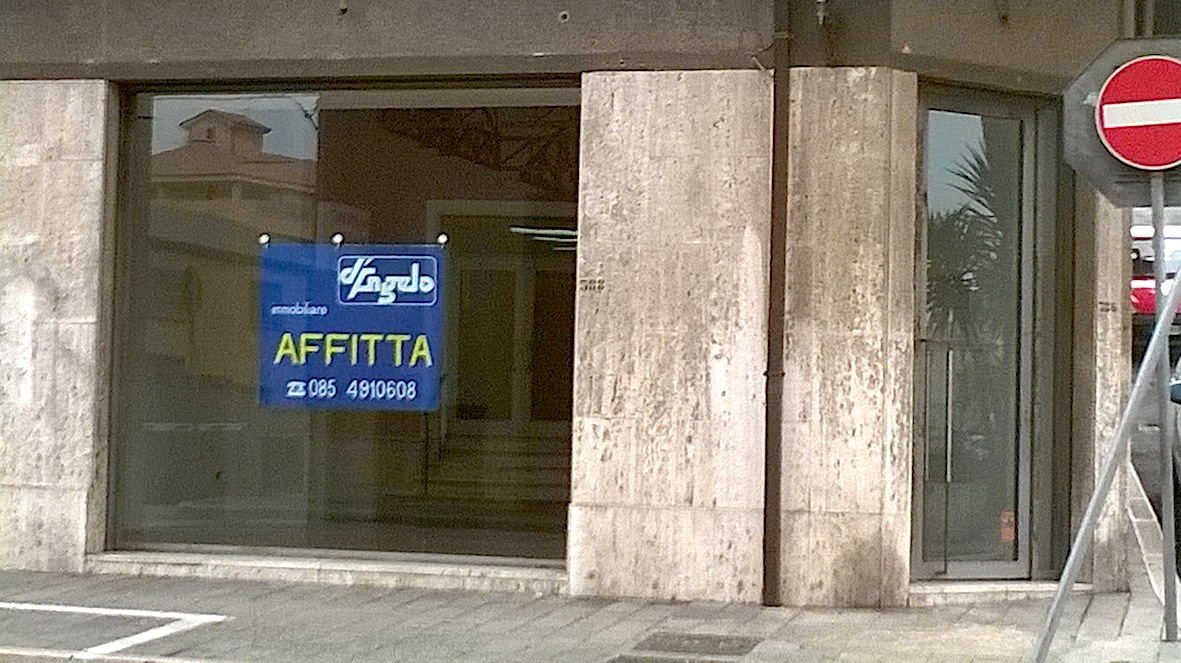 d'Angelo
immobiliare
AFFITTA
☎ 085 4910608